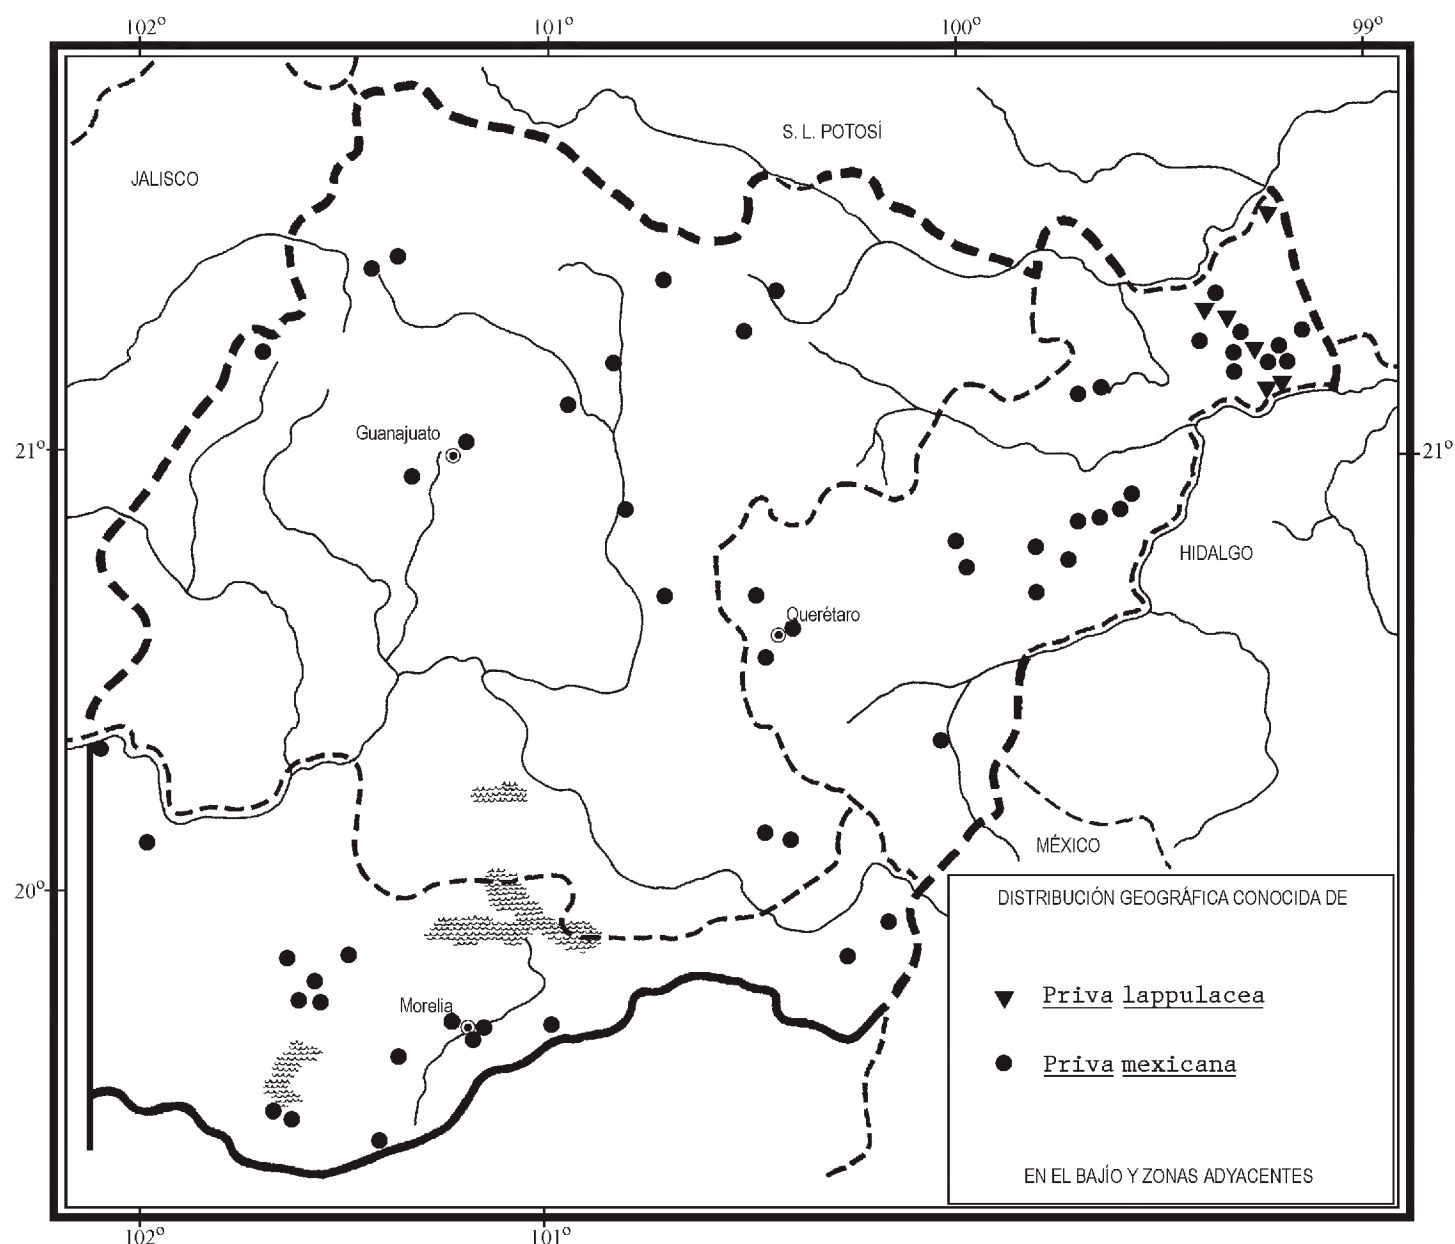 102° 101° 100° 99°
S. L. POTOSÍ
JALISCO
Guanajuato
21° 21°
HIDALGO
Querétaro
MÉXICO
20°
DISTRIBUCIÓN GEOGRÁFICA CONOCIDA DE
Priva lappulacea
Morelia
Priva mexicana
EN EL BAJÍO Y ZONAS ADYACENTES
102° 101°